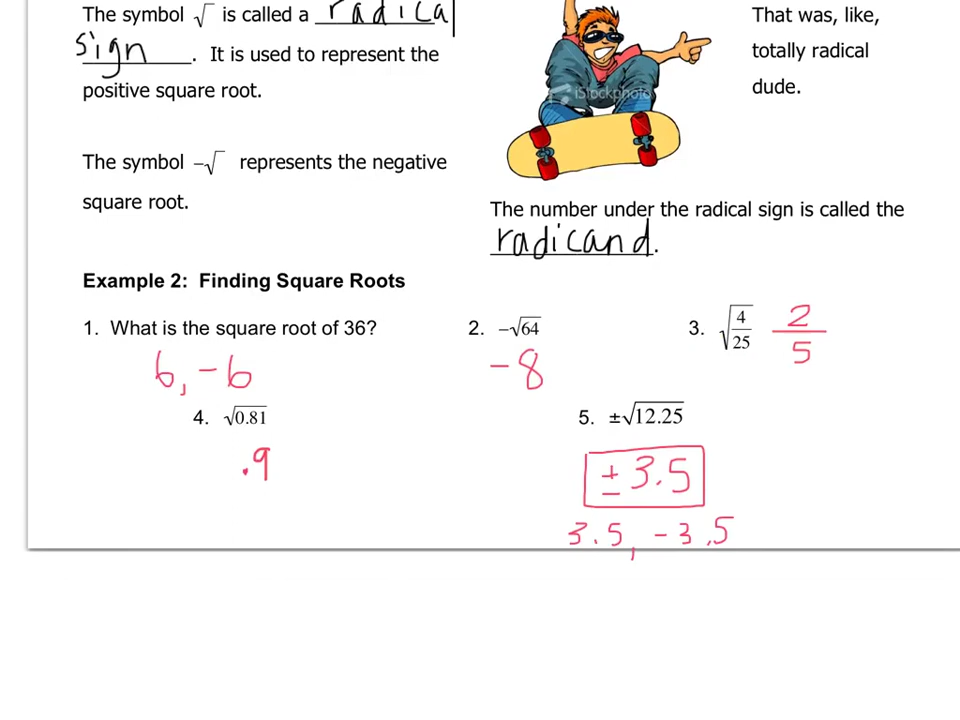 The symbol √ is called a radical
sign. It is used to represent the
positive square root.
That was, like,
totally radical
dude.
iStockphoto
The symbol −√ represents the negative
square root.
The number under the radical sign is called the
radicand.
Example 2: Finding Square Roots
1. What is the square root of 36?
6, -6
2. −√64
-8
3. √4/25 2/5
4. √0.81
.9
5. ±√12.25
±3.5
3.5, -3.5